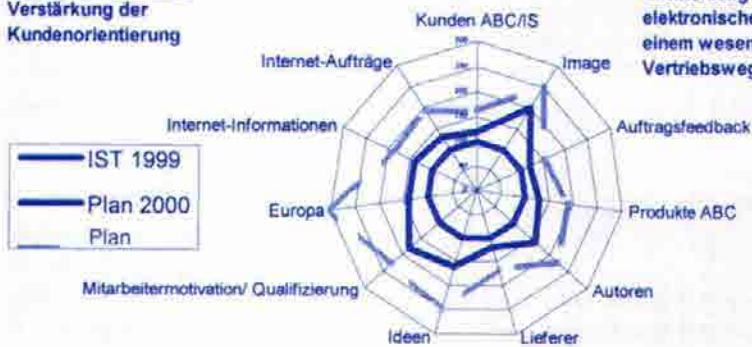 Verstärkung der
Kundenorientierung
elektronische
einem wesen
Vertriebsweg
Kunden ABC/IS
Internet-Aufträge
Image
Internet-Informationen
Auftragsfeedback
IST 1999
Plan 2000
Plan
Europa
Produkte ABC
Mitarbeitermotivation/ Qualifizierung
Autoren
Ideen
Lieferer